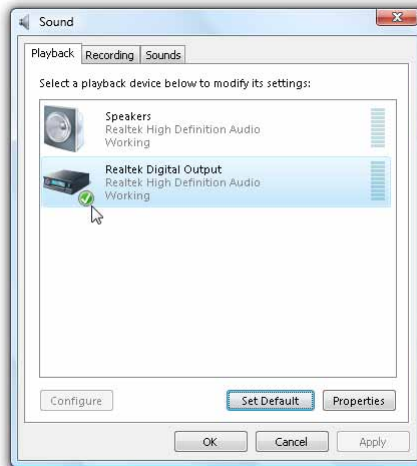 Sound
Playback Recording Sounds
Select a playback device below to modify its settings:
Speakers
Realtek High Definition Audio
Working
Realtek Digital Output
Realtek High Definition Audio
Working
Configure Set Default Properties
OK Cancel Apply